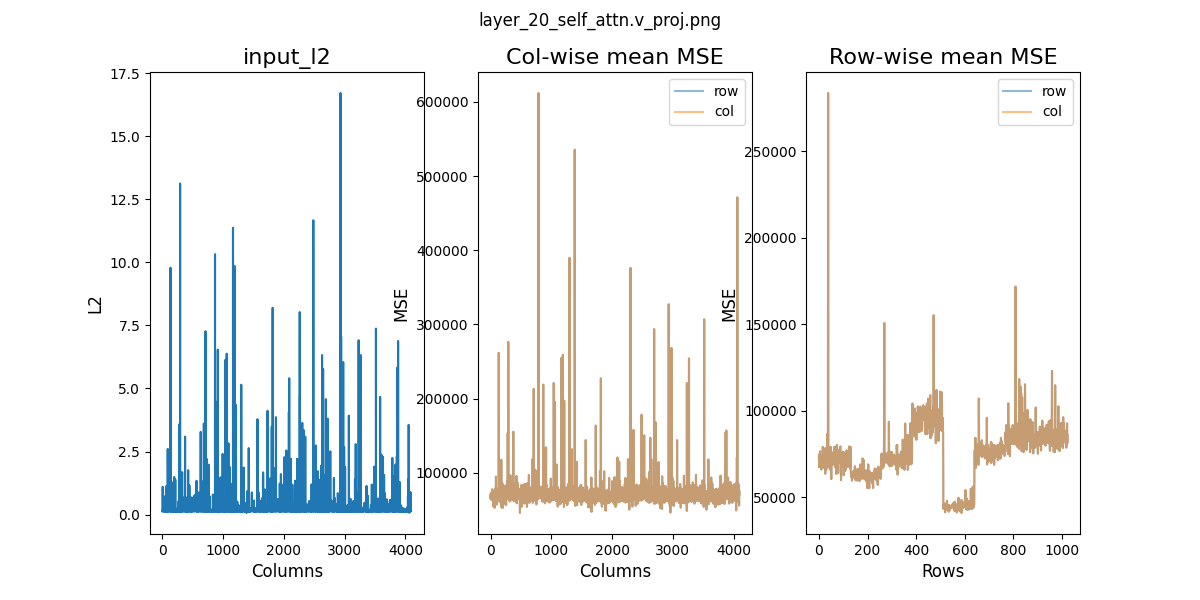 layer_20_self_attn.v_proj.png
input_l2
17.5
15.0
12.5
10.0
7.5
5.0
2.5
0.0
L2
0 1000 2000 3000 4000
Columns
Col-wise mean MSE
row
col
600000
500000
400000
300000
200000
100000
MSE
0 1000 2000 3000 4000
Columns
Row-wise mean MSE
row
col
250000
200000
150000
100000
50000
MSE
0 200 400 600 800 1000
Rows